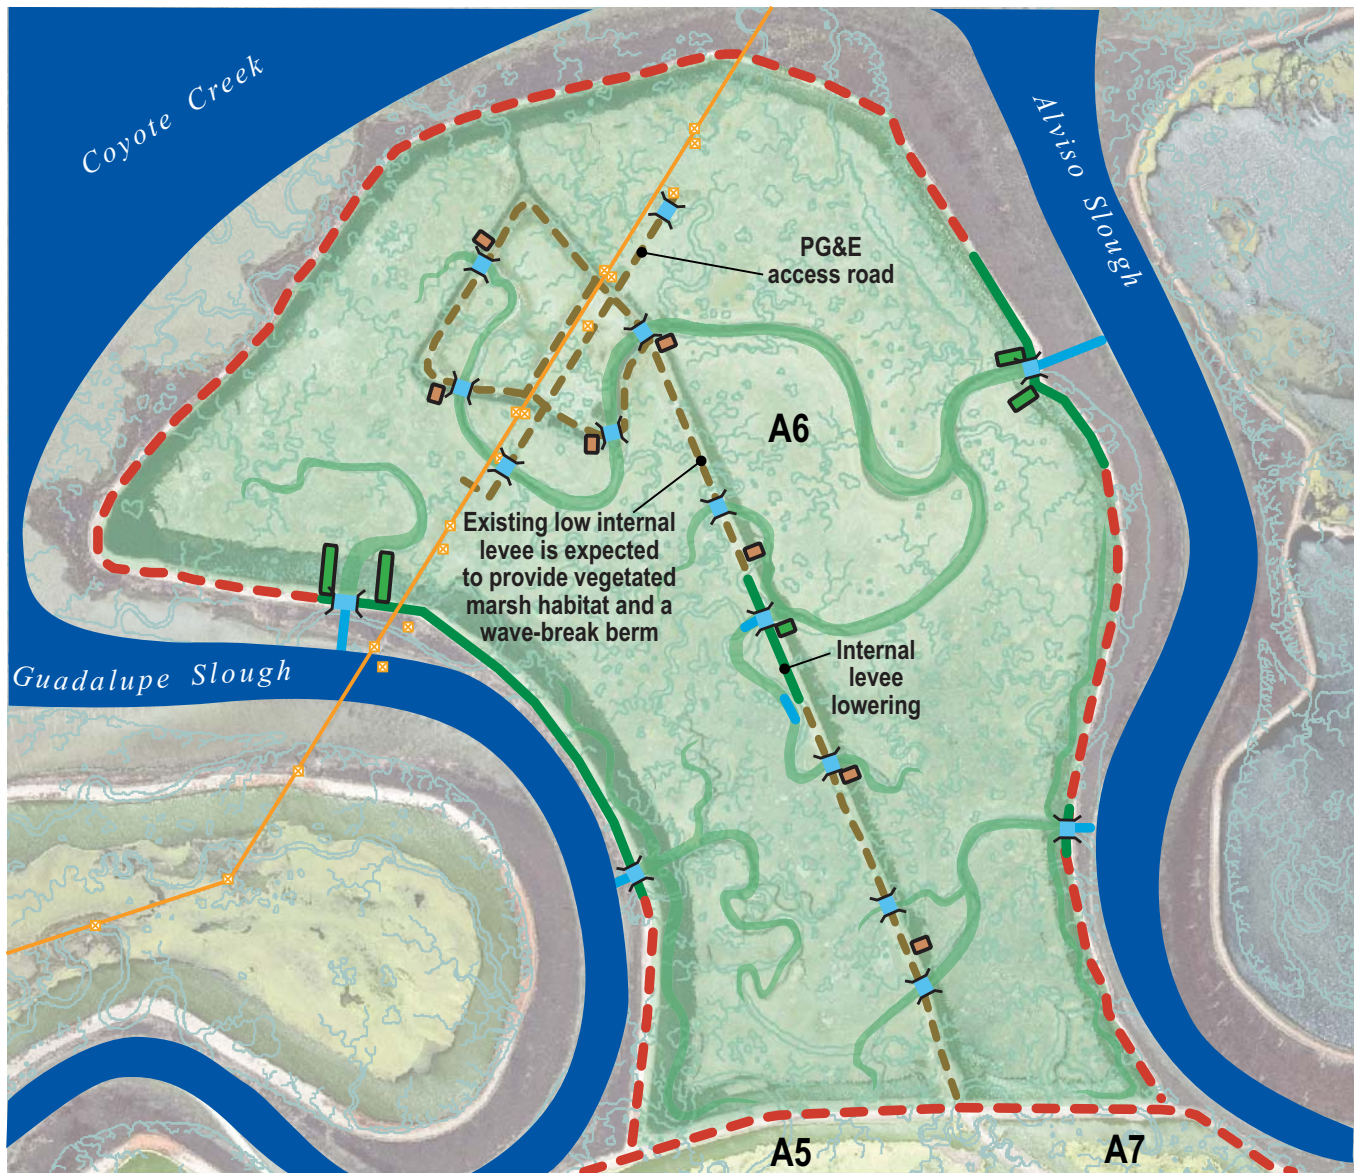 Coyote Creek
Alviso Slough
PG&E
access road
A6
Existing low internal
levee is expected
to provide vegetated
marsh habitat and a
wave-break berm
Internal
levee
lowering
Guadalupe Slough
A5
A7